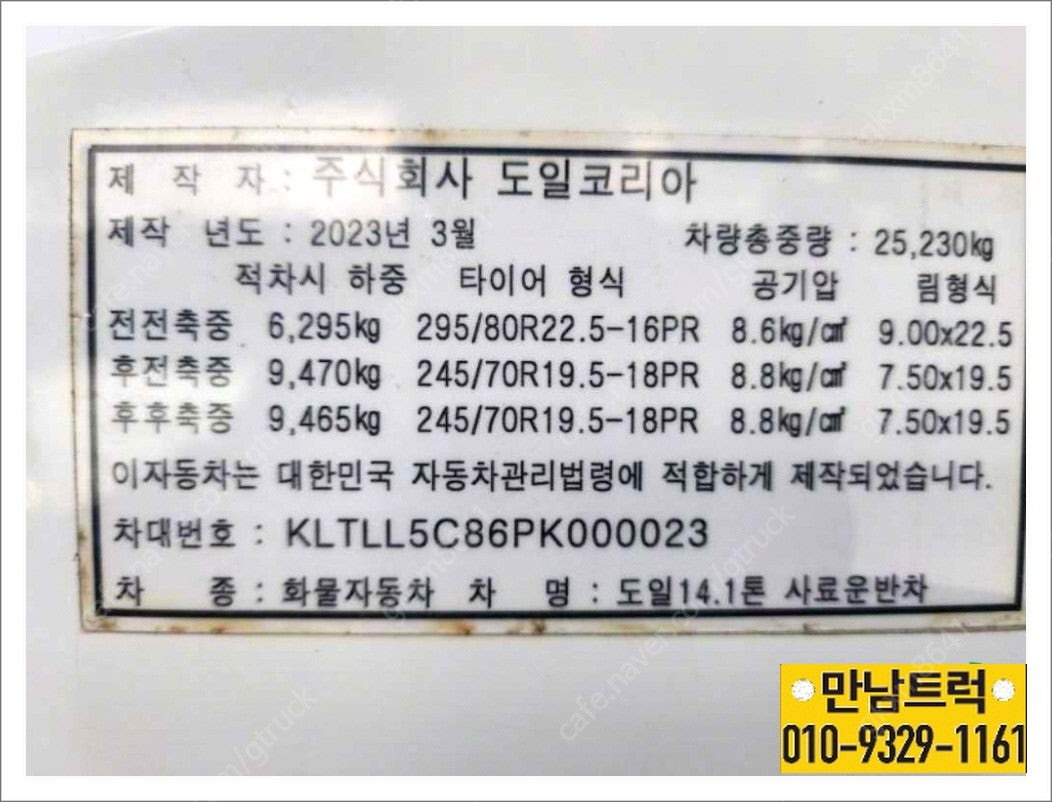 제 작 자 : 주식회사 도일코리아
제작 년도 : 2023년 3월 차량총중량 : 25,230kg
적차시 하중 타이어 형식 공기압 림형식
전전축중 6,295kg 295/80R22.5-16PR 8.6kg/㎠ 9.00x22.5
후전축중 9,470kg 245/70R19.5-18PR 8.8kg/㎠ 7.50x19.5
후후축중 9,465kg 245/70R19.5-18PR 8.8kg/㎠ 7.50x19.5
이자동차는 대한민국 자동차관리법령에 적합하게 제작되었습니다.
차대번호 : KLTLL5C86PK000023
차 종 : 화물자동차 차 명 : 도일14.1톤 사료운반차
만남트럭
010-9329-1161